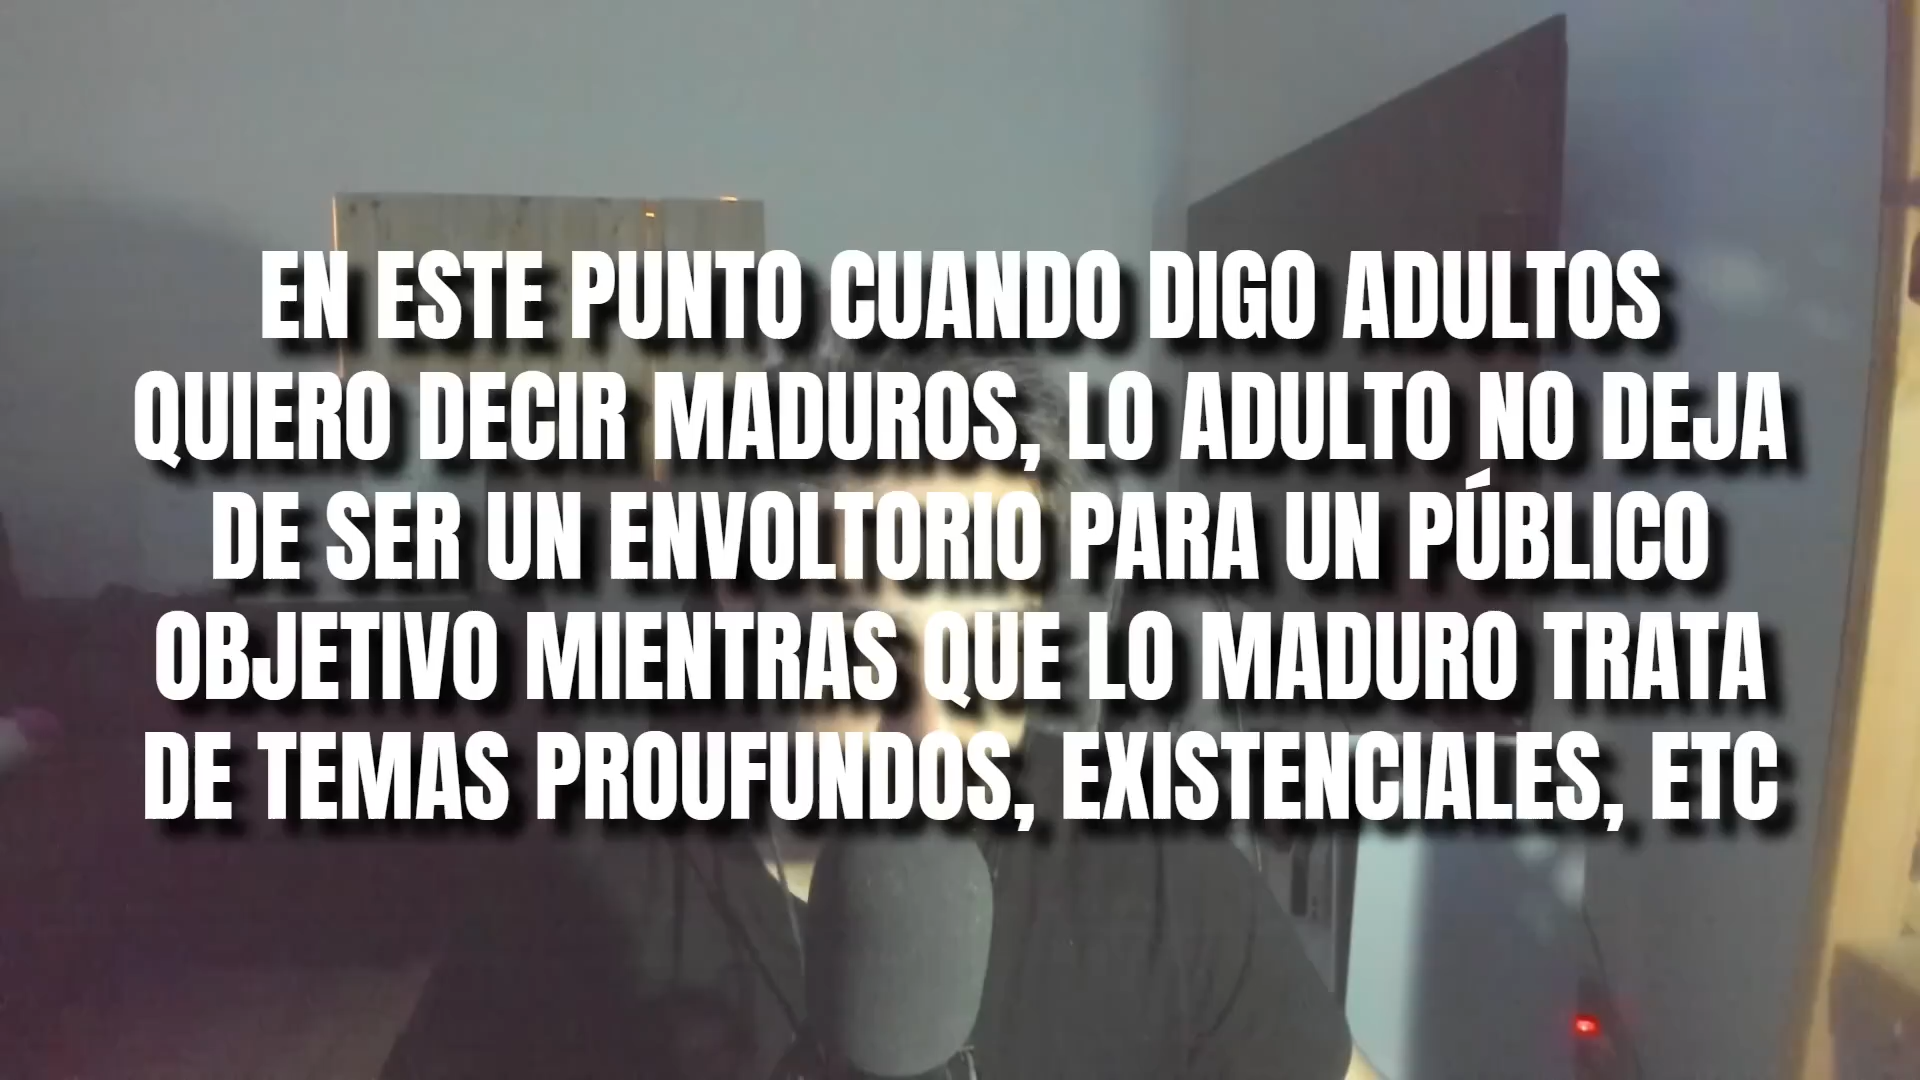 EN ESTE PUNTO CUANDO DIGO ADULTOS
QUIERO DECIR MADUROS, LO ADULTO NO DEJA
DE SER UN ENVOLTORIO PARA UN PÚBLICO
OBJETIVO MIENTRAS QUE LO MADURO TRATA
DE TEMAS PROUFUNDOS, EXISTENCIALES, ETC